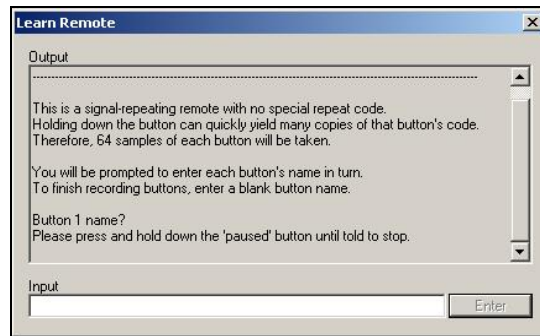 Learn Remote
Output
This is a signal-repeating remote with no special repeat code.
Holding down the button can quickly yield many copies of that button's code.
Therefore, 64 samples of each button will be taken.
You will be prompted to enter each button's name in turn.
To finish recording buttons, enter a blank button name.
Button 1 name?
Please press and hold down the 'paused' button until told to stop.
Input
Enter